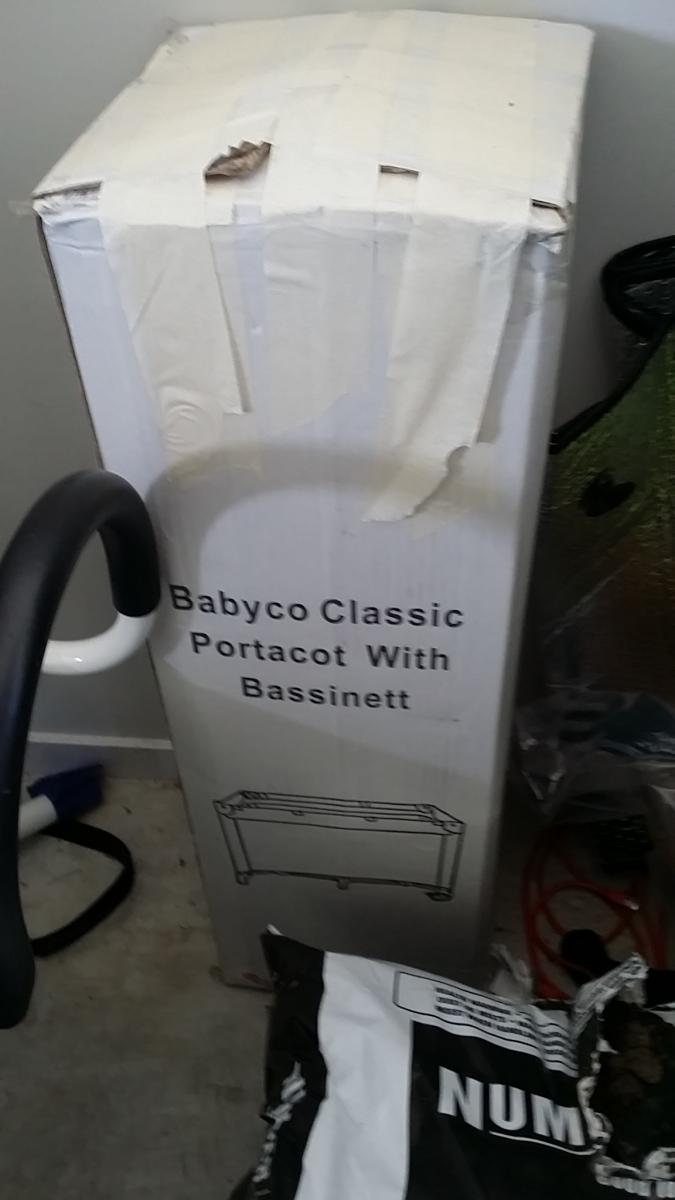 Babyco Classic
Portacot With
Bassinett
NUM